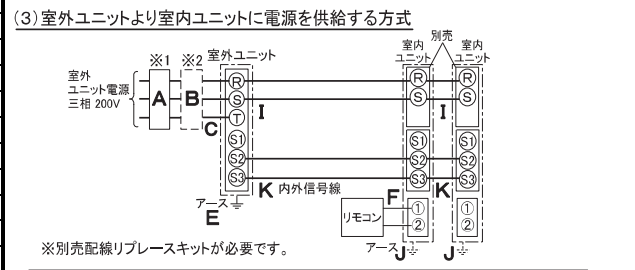 (3)室外ユニットより室内ユニットに電源を供給する方式
別売
※1 ※2 室外ユニット
室内
ユニット
室内
ユニット
室外
ユニット電源
三相 200V
A
B
C
R
S
T
S1
S2
S3
I
R
S
S1
S2
S3
I
R
S
S1
S2
S3
K 内外信号線
K
アース
E
F
リモコン
①
②
①
②
アース
J
J
※別売配線リプレースキットが必要です。